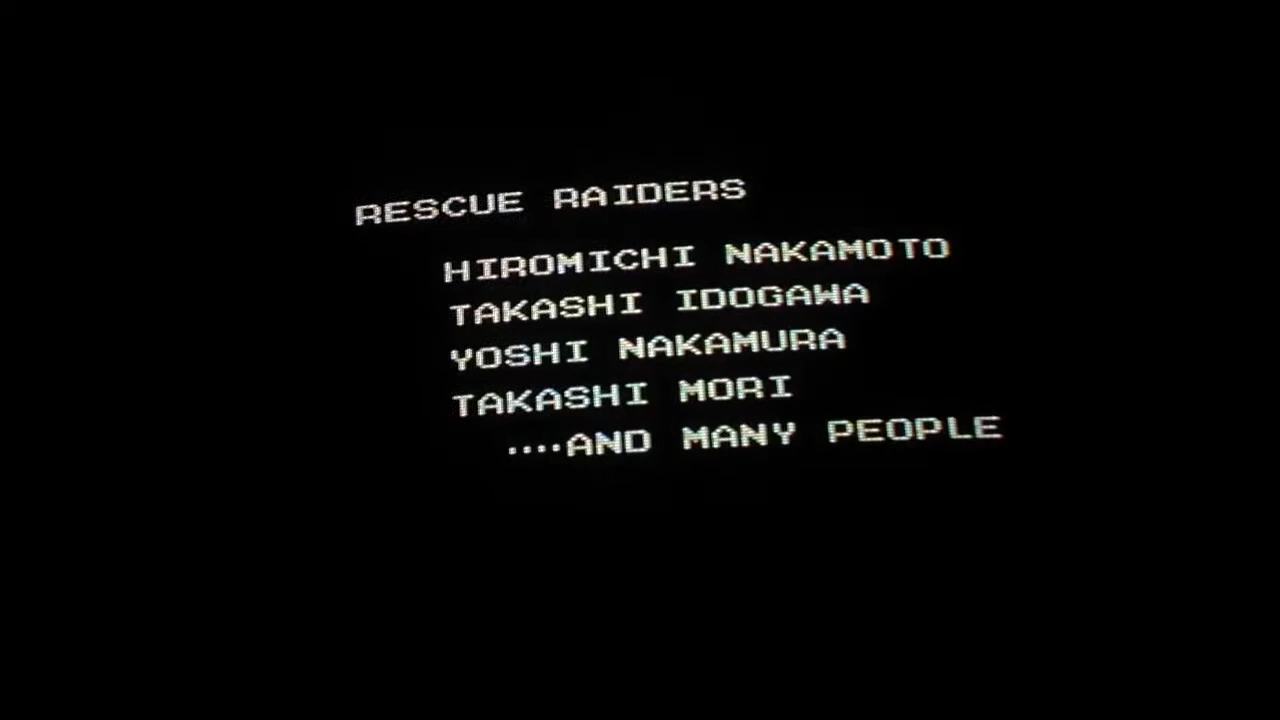 RESCUE RAIDERS
HIROMICHI NAKAMOTO
TAKASHI IDOGAWA
YOSHI NAKAMURA
TAKASHI MORI
····AND MANY PEOPLE